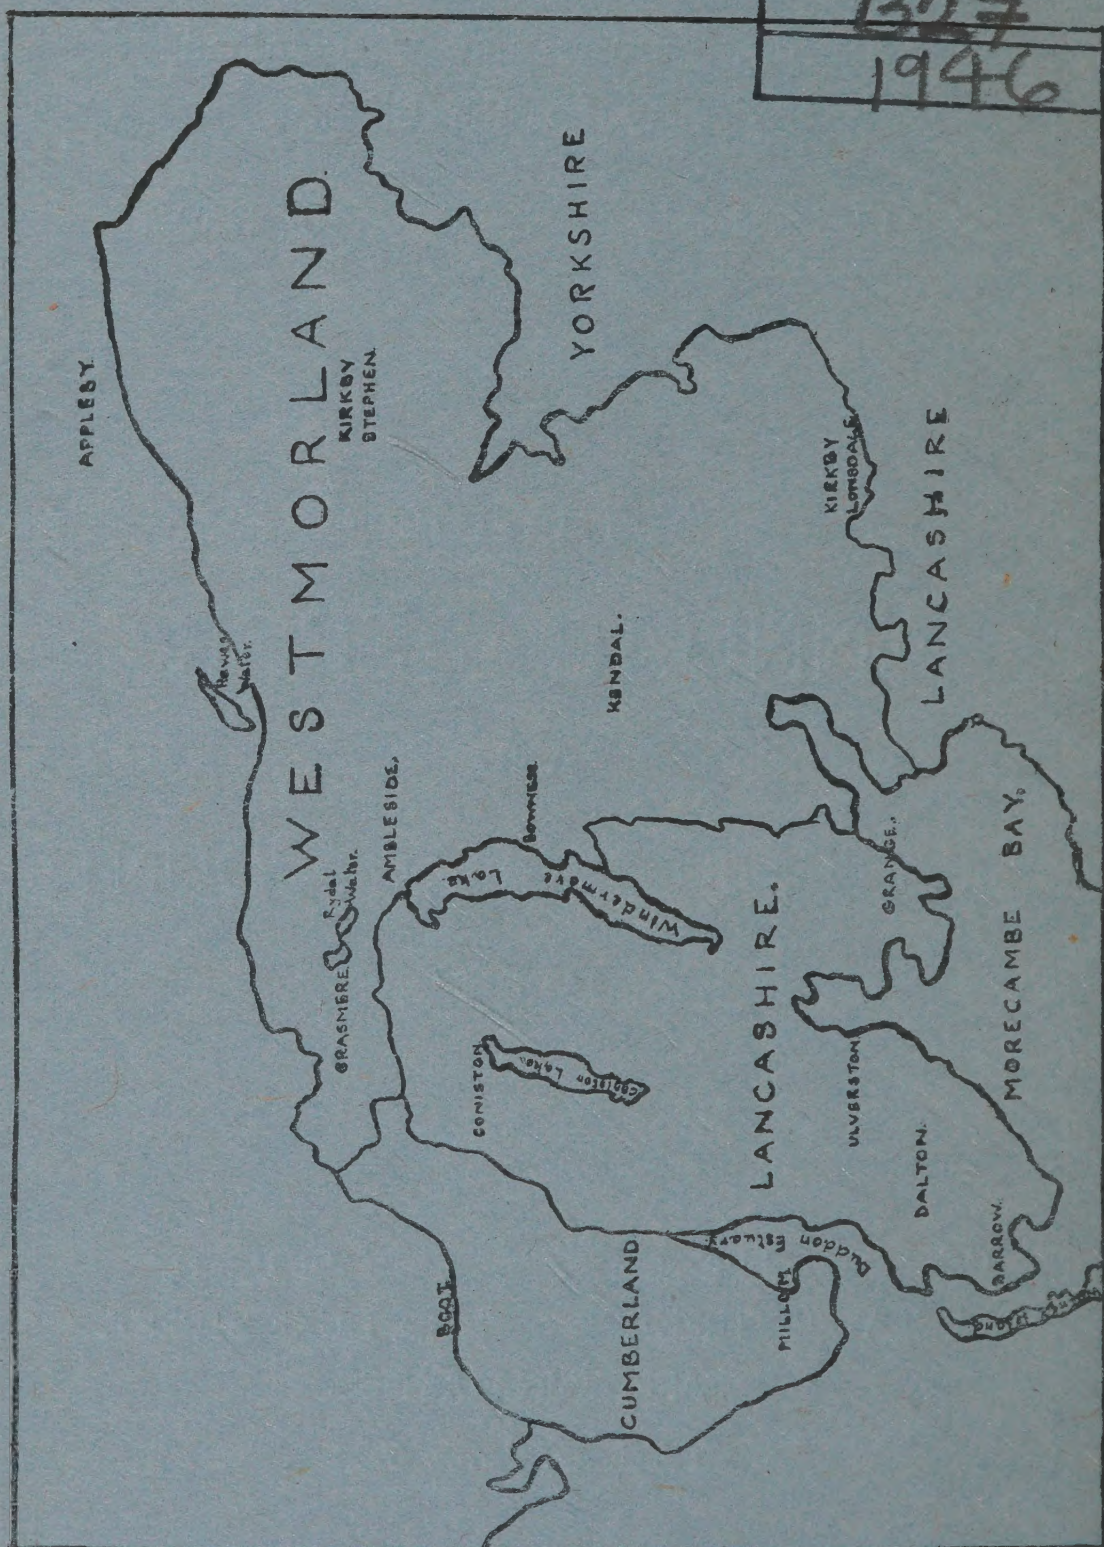 1327
1946
APPLEBY.
WESTMORLAND.
KIRKBY
STEPHEN.
YORKSHIRE
Hawes
Water.
GRASMERE
Rydal
Water.
AMBLESIDE.
Bowness
Lake
Windermere
KENDAL.
KIRKBY
LONSDALE
LANCASHIRE
CONISTON
Coniston Lake
LANCASHIRE.
GRANGE.
MORECAMBE BAY.
ULVERSTON
DALTON.
BARROW.
BOOT.
CUMBERLAND
MILLOM
Duddon
Estuary